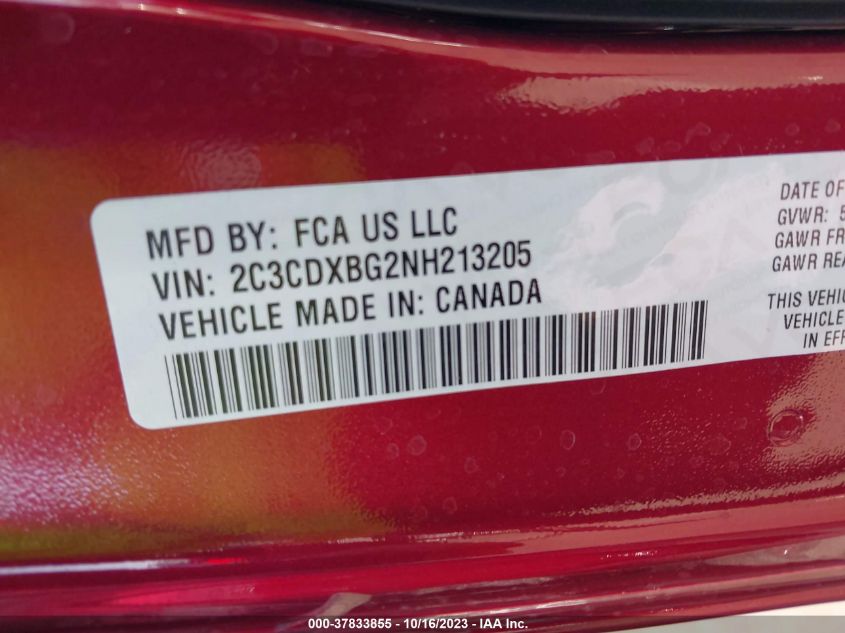 MFD BY: FCA US LLC
VIN: 2C3CDXBG2NH213205
VEHICLE MADE IN: CANADA
DATE OF
GVWR: 5
GAWR FR
GAWR REA
THIS VEHIC
VEHICLE
IN EFF
000-37833855 - 10/16/2023 - IAA, Inc.